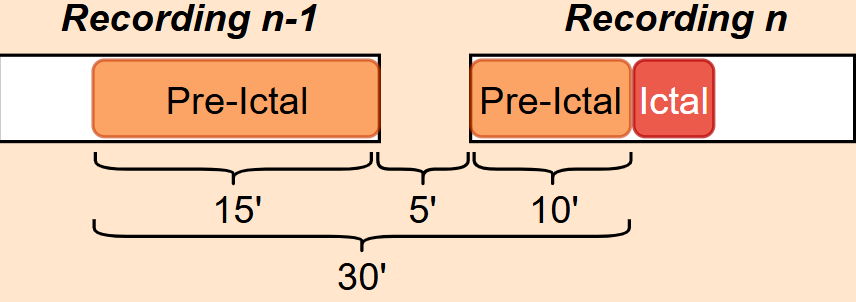 Recording n-1
Recording n
Pre-Ictal
Pre-Ictal
Ictal
15'
5'
10'
30'